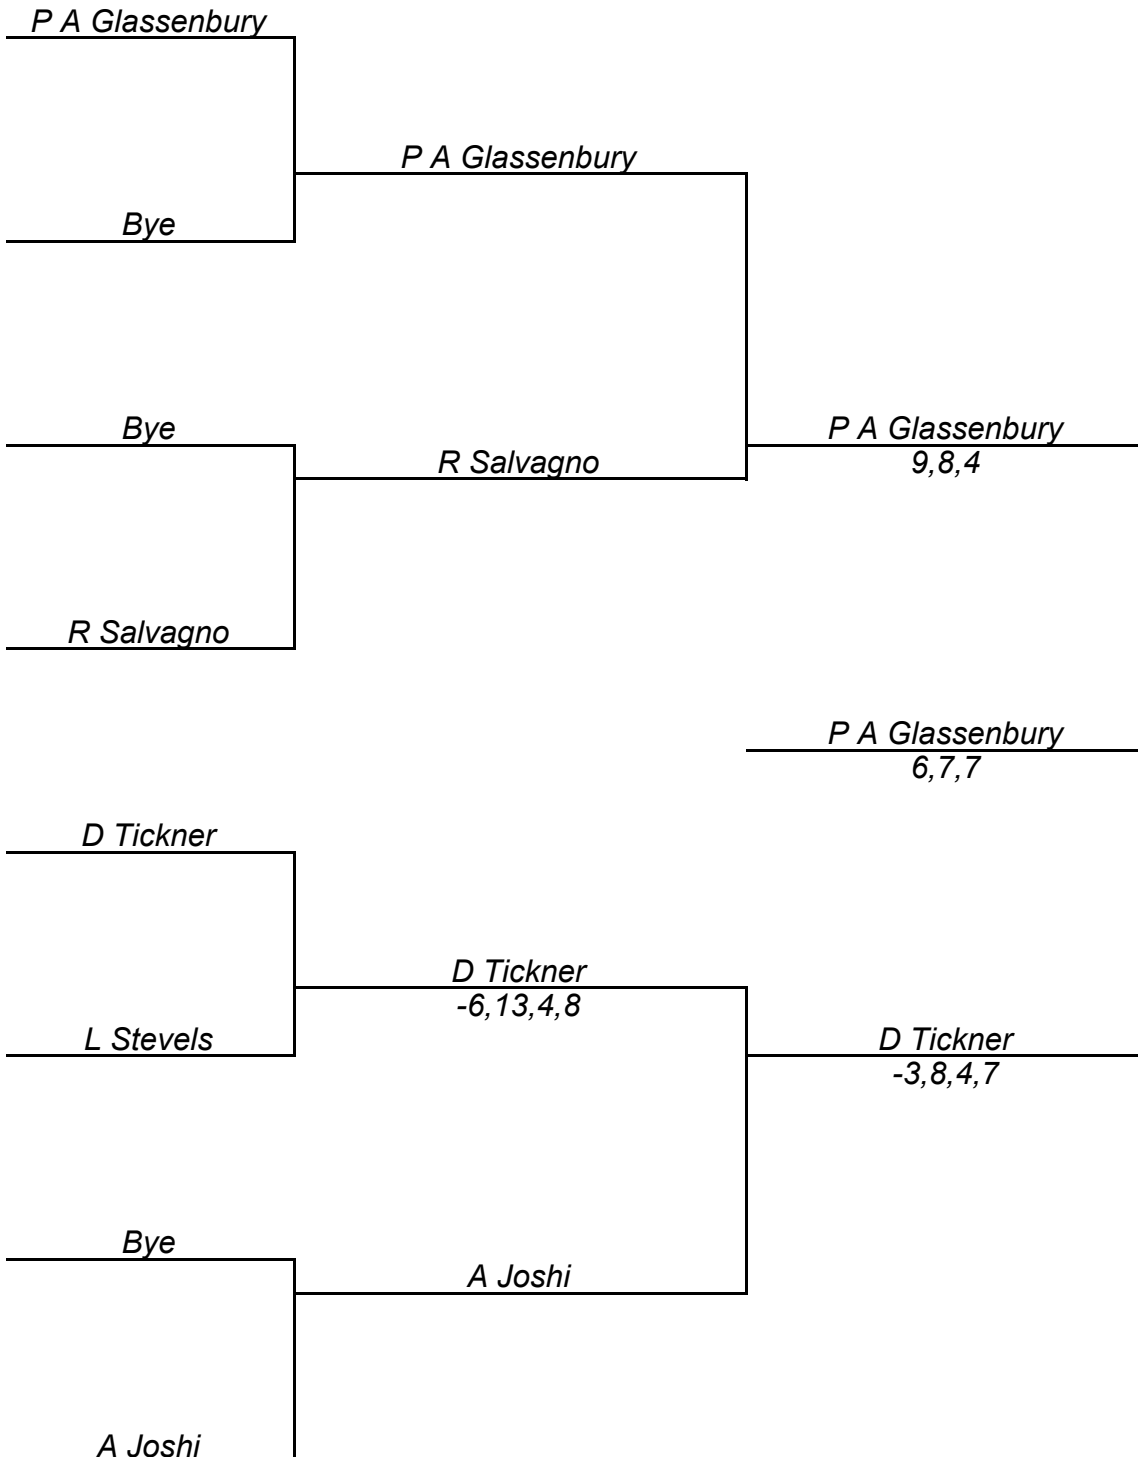 P A Glassenbury
P A Glassenbury
Bye
Bye
P A Glassenbury
R Salvagno
9,8,4
R Salvagno
P A Glassenbury
6,7,7
D Tickner
D Tickner
-6,13,4,8
L Stevels
D Tickner
-3,8,4,7
Bye
A Joshi
A Joshi